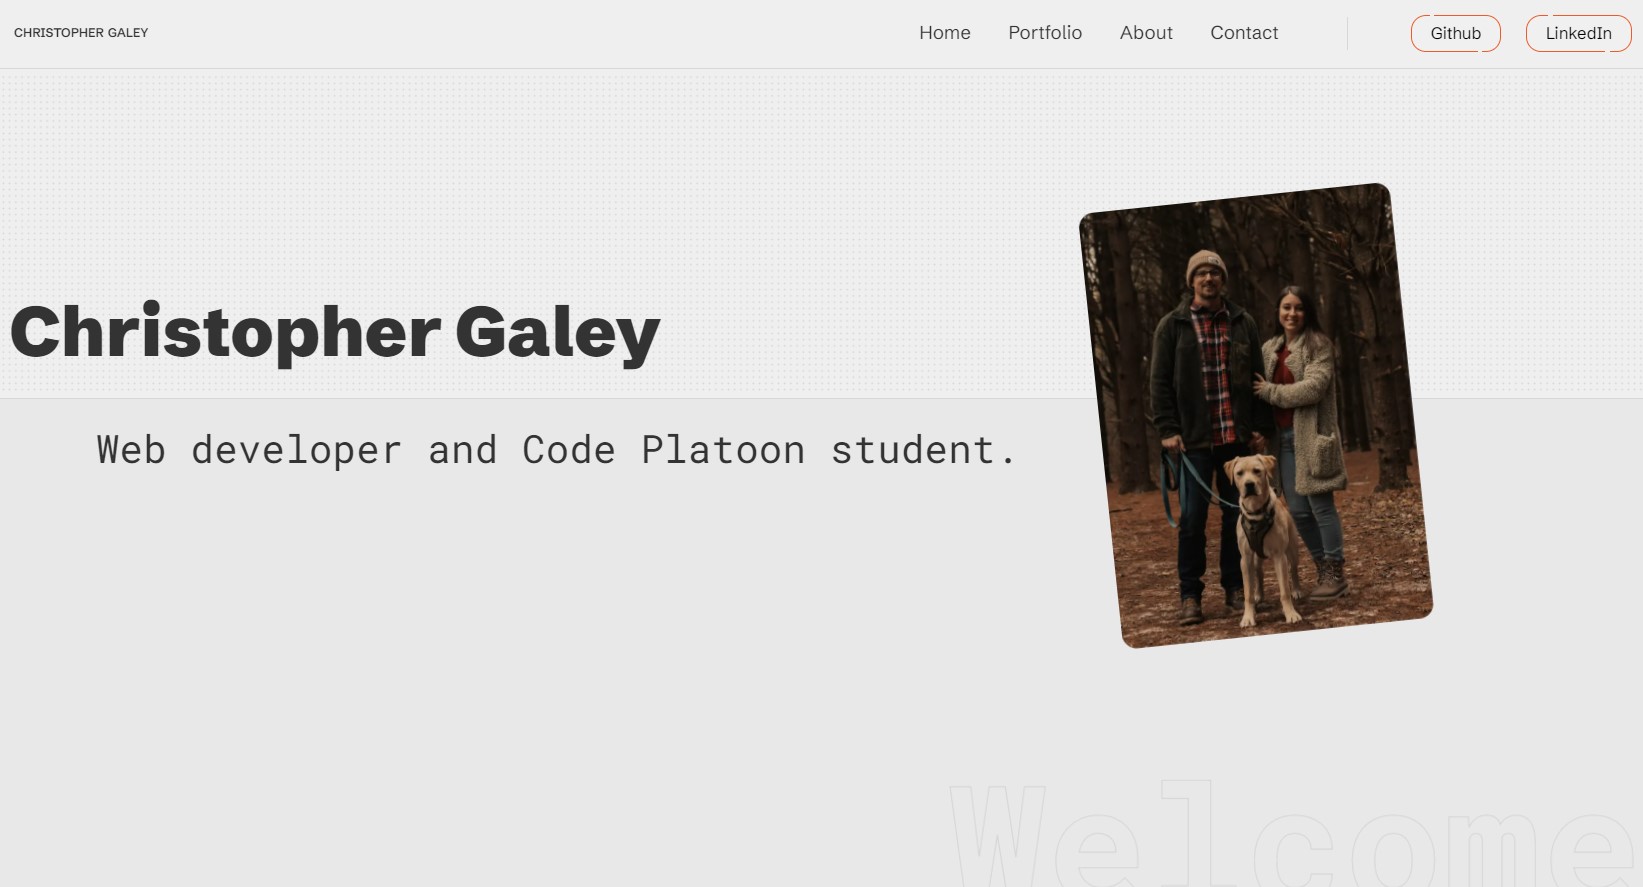 CHRISTOPHER GALEY
Home Portfolio About Contact Github LinkedIn
Christopher Galey
Web developer and Code Platoon student.
Welcome